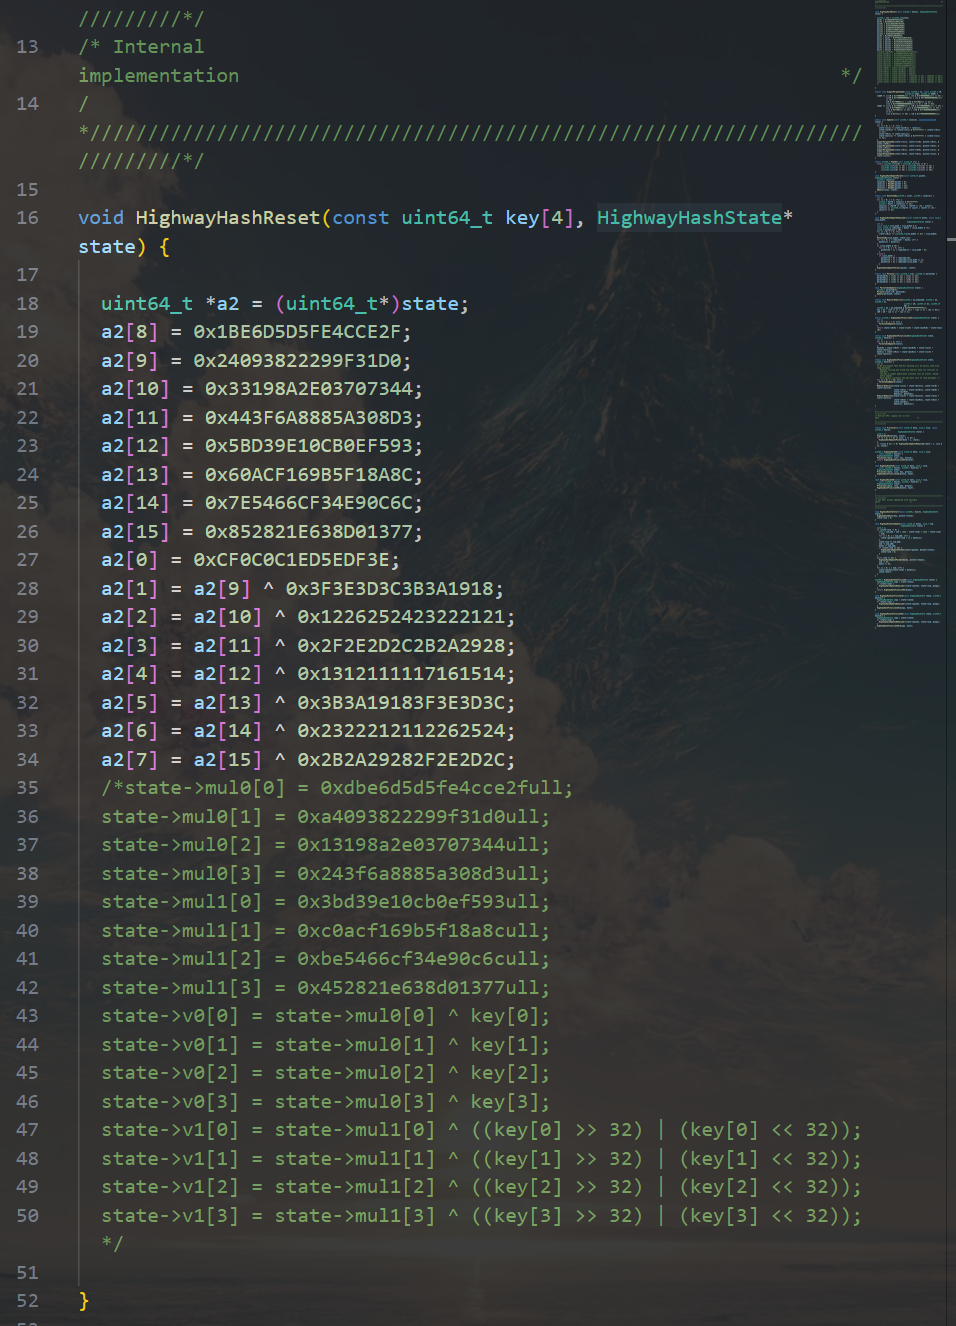 /////////*/
13 /* Internal
implementation */
14 /
*///////////////////////////////////////////////////////////////////
/////////*/
15
16 void HighwayHashReset(const uint64_t key[4], HighwayHashState*
state) {
17
18 uint64_t *a2 = (uint64_t*)state;
19 a2[8] = 0x1BE6D5D5FE4CCE2F;
20 a2[9] = 0x24093822299F31D0;
21 a2[10] = 0x33198A2E03707344;
22 a2[11] = 0x443F6A8885A308D3;
23 a2[12] = 0x5BD39E10CB0EF593;
24 a2[13] = 0x60ACF169B5F18A8C;
25 a2[14] = 0x7E5466CF34E90C6C;
26 a2[15] = 0x852821E638D01377;
27 a2[0] = 0xCF0C0C1ED5EDF3E;
28 a2[1] = a2[9] ^ 0x3F3E3D3C3B3A1918;
29 a2[2] = a2[10] ^ 0x1226252423222121;
30 a2[3] = a2[11] ^ 0x2F2E2D2C2B2A2928;
31 a2[4] = a2[12] ^ 0x1312111117161514;
32 a2[5] = a2[13] ^ 0x3B3A19183F3E3D3C;
33 a2[6] = a2[14] ^ 0x2322212112262524;
34 a2[7] = a2[15] ^ 0x2B2A29282F2E2D2C;
35 /*state->mul0[0] = 0xdbe6d5d5fe4cce2full;
36 state->mul0[1] = 0xa4093822299f31d0ull;
37 state->mul0[2] = 0x13198a2e03707344ull;
38 state->mul0[3] = 0x243f6a8885a308d3ull;
39 state->mul1[0] = 0x3bd39e10cb0ef593ull;
40 state->mul1[1] = 0xc0acf169b5f18a8cull;
41 state->mul1[2] = 0xbe5466cf34e90c6cull;
42 state->mul1[3] = 0x452821e638d01377ull;
43 state->v0[0] = state->mul0[0] ^ key[0];
44 state->v0[1] = state->mul0[1] ^ key[1];
45 state->v0[2] = state->mul0[2] ^ key[2];
46 state->v0[3] = state->mul0[3] ^ key[3];
47 state->v1[0] = state->mul1[0] ^ ((key[0] >> 32) | (key[0] << 32));
48 state->v1[1] = state->mul1[1] ^ ((key[1] >> 32) | (key[1] << 32));
49 state->v1[2] = state->mul1[2] ^ ((key[2] >> 32) | (key[2] << 32));
50 state->v1[3] = state->mul1[3] ^ ((key[3] >> 32) | (key[3] << 32));
*/
51
52 }